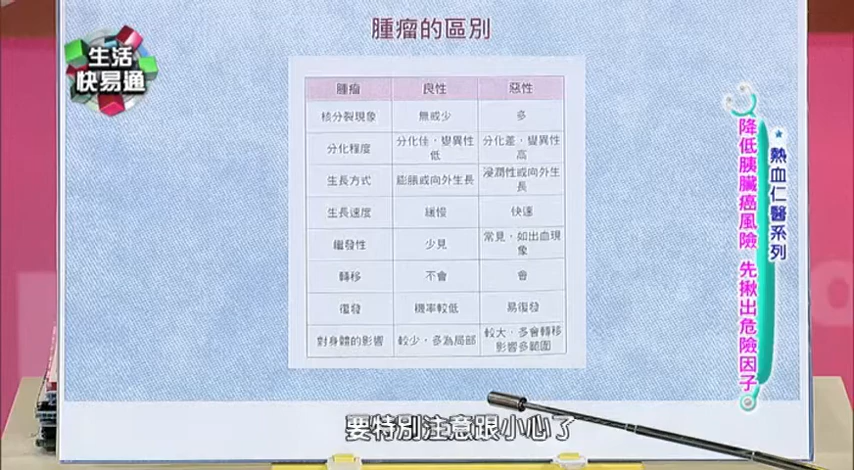 腫瘤的區別
生活
快易通
腫瘤 良性 惡性
核分裂現象 無或少 多
分化程度 分化佳，變異性低 分化差，變異性高
生長方式 膨脹或向外生長 浸潤性或向外生長
生長速度 緩慢 快速
繼發性 少見 常見，如出血現象
轉移 不會 會
復發 機率較低 易復發
對身體的影響 較少，多為局部 較大，多會轉移影響多範圍
熱血仁醫系列
降低胰臟癌風險 先揪出危險因子
要特別注意跟小心了